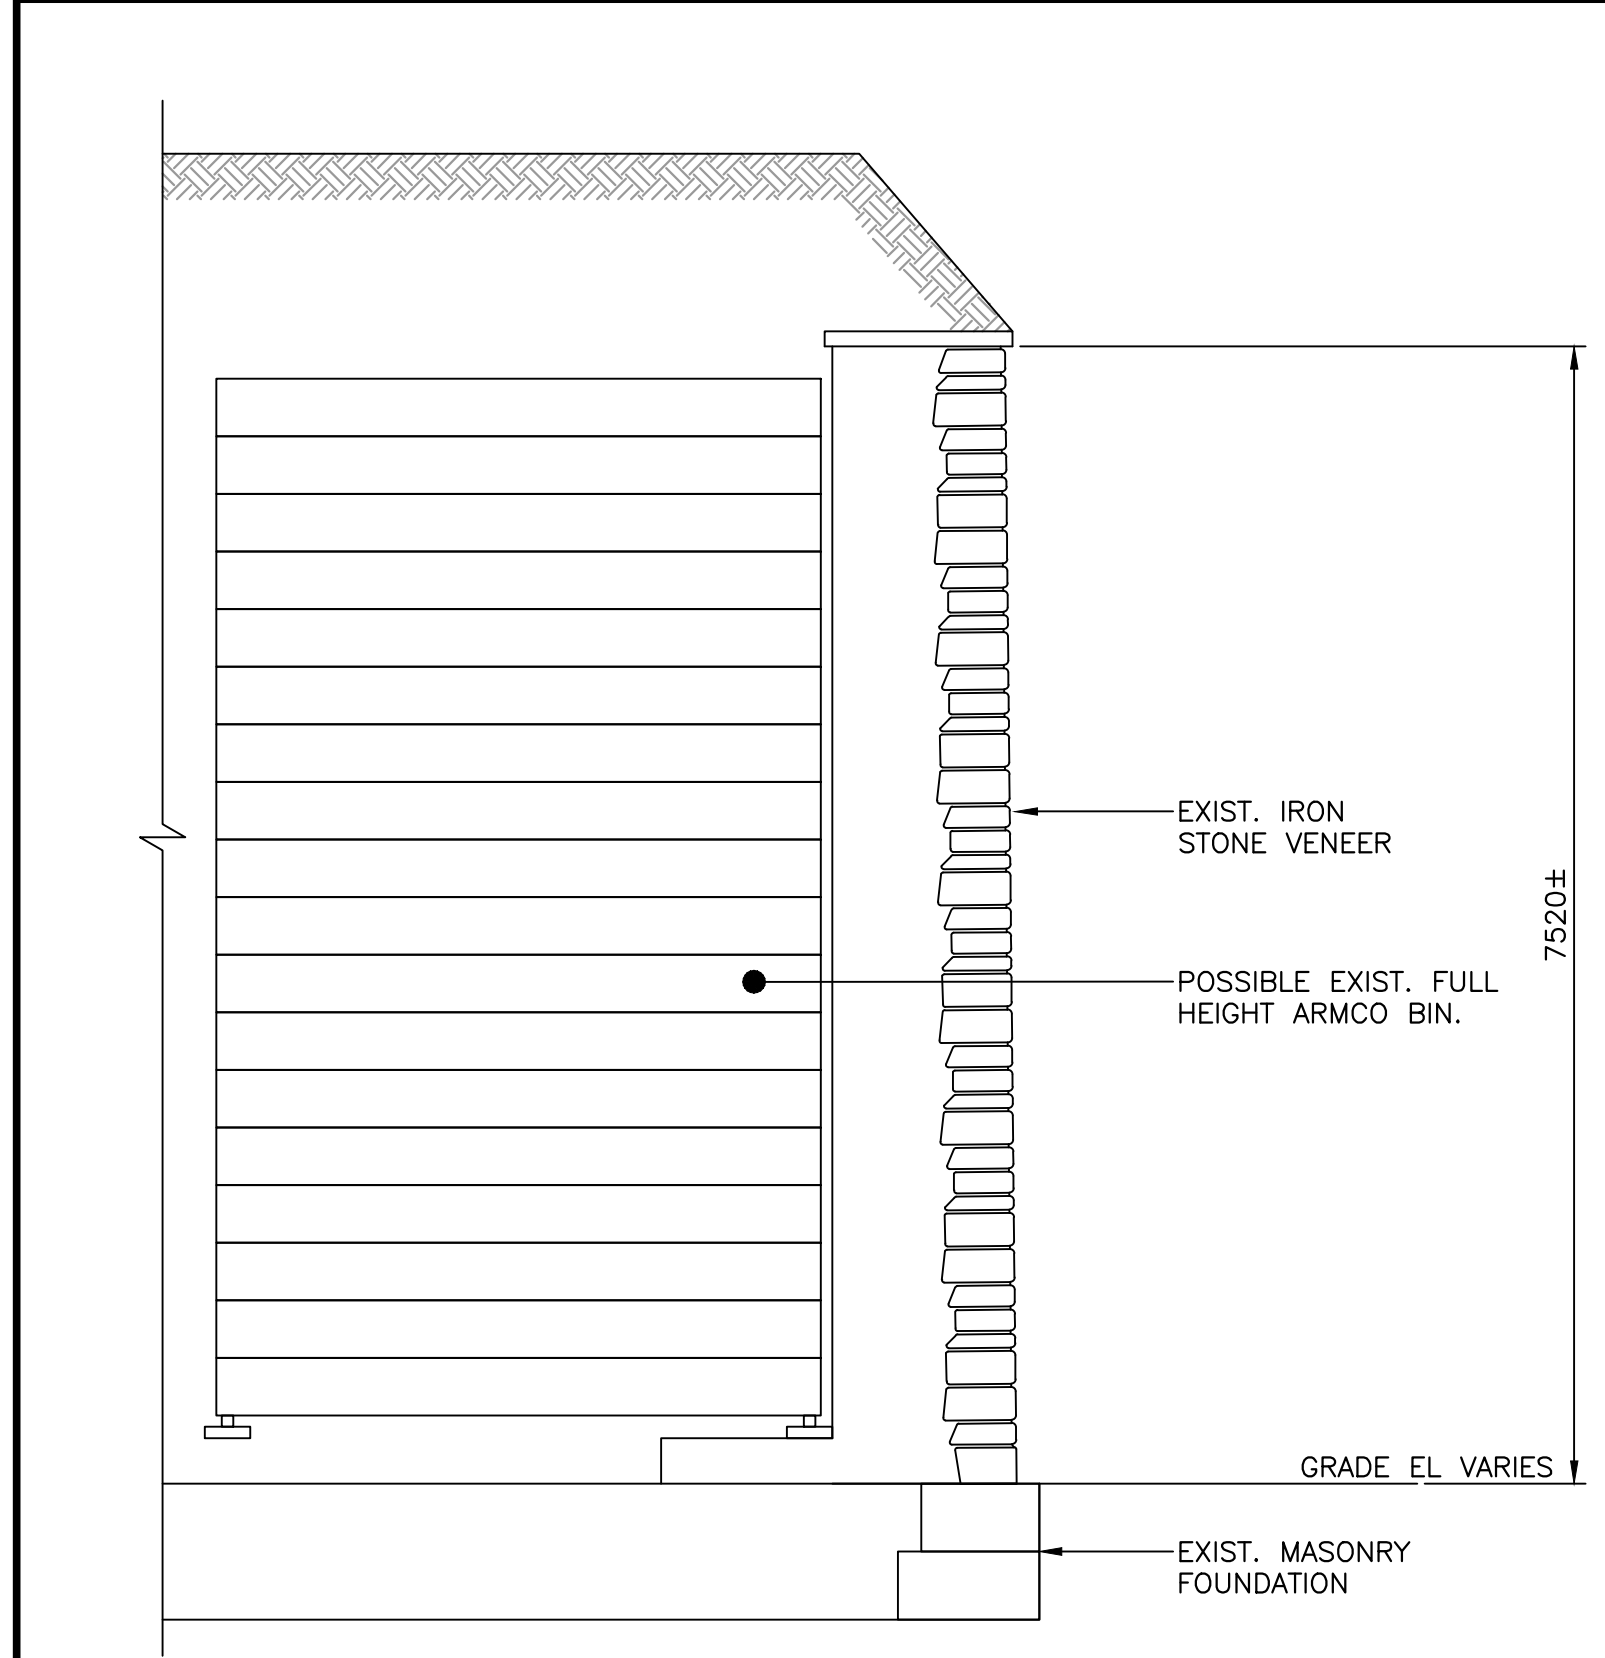 EXIST. IRON
STONE VENEER
7520±
POSSIBLE EXIST. FULL
HEIGHT ARMCO BIN.
GRADE EL VARIES
EXIST. MASONRY
FOUNDATION